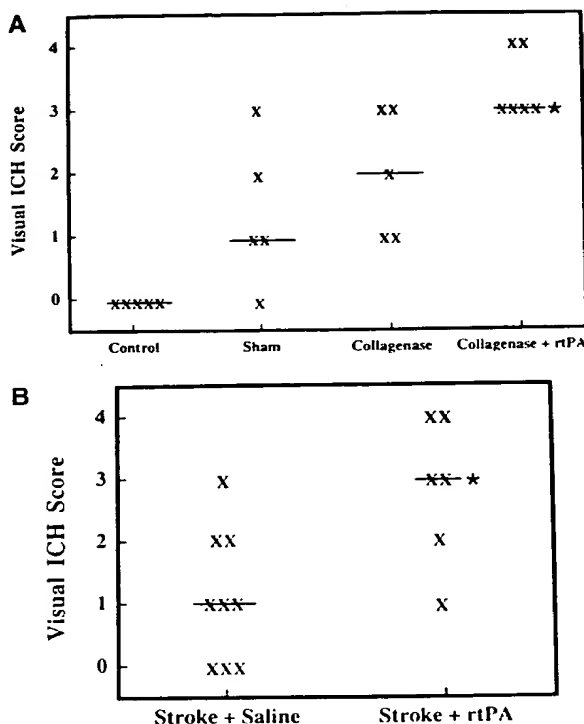 A
Visual ICH Score
4
xx
3
x
xx
xxxx*
2
x
x
1
xx
xx
0
xxxxx
x
Control Sham Collagenase Collagenase + rtPA
B
Visual ICH Score
4
XX
3
X
XX*
2
XX
X
1
XXX
X
0
XXX
Stroke + Saline Stroke + rtPA